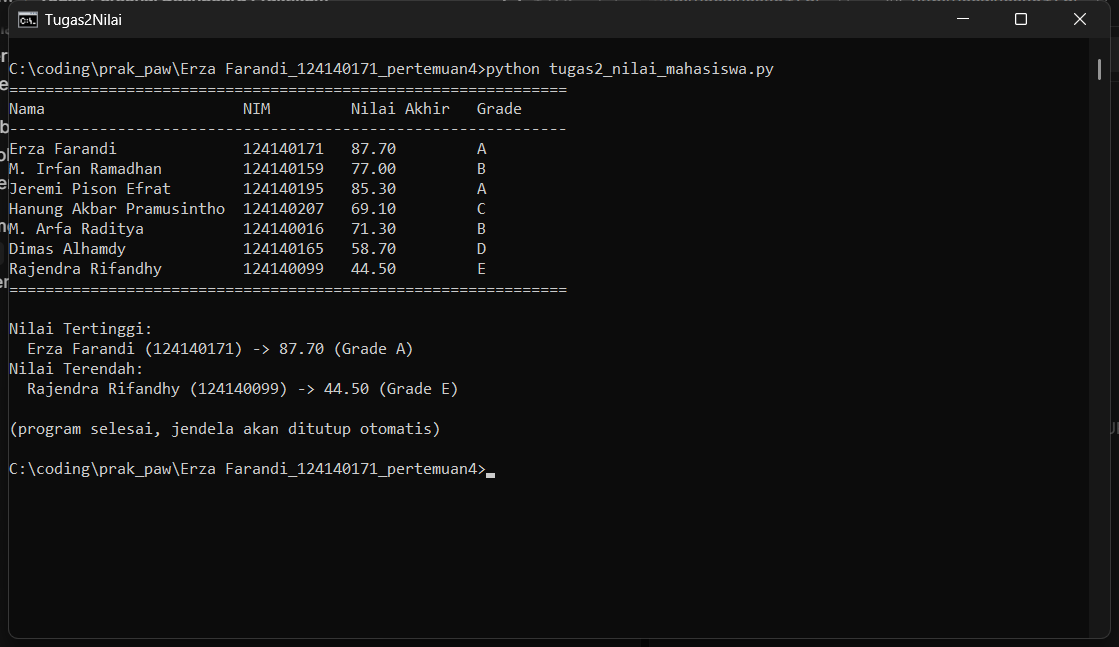 Tugas2Nilai
C:\coding\prak_paw\Erza Farandi_124140171_pertemuan4>python tugas2_nilai_mahasiswa.py
==============================================================
Nama                      NIM         Nilai Akhir   Grade
--------------------------------------------------------------
Erza Farandi              124140171   87.70         A
M. Irfan Ramadhan         124140159   77.00         B
Jeremi Pison Efrat        124140195   85.30         A
Hanung Akbar Pramusintho  124140207   69.10         C
M. Arfa Raditya           124140016   71.30         B
Dimas Alhamdy             124140165   58.70         D
Rajendra Rifandhy         124140099   44.50         E
==============================================================
Nilai Tertinggi:
  Erza Farandi (124140171) -> 87.70 (Grade A)
Nilai Terendah:
  Rajendra Rifandhy (124140099) -> 44.50 (Grade E)
(program selesai, jendela akan ditutup otomatis)
C:\coding\prak_paw\Erza Farandi_124140171_pertemuan4>